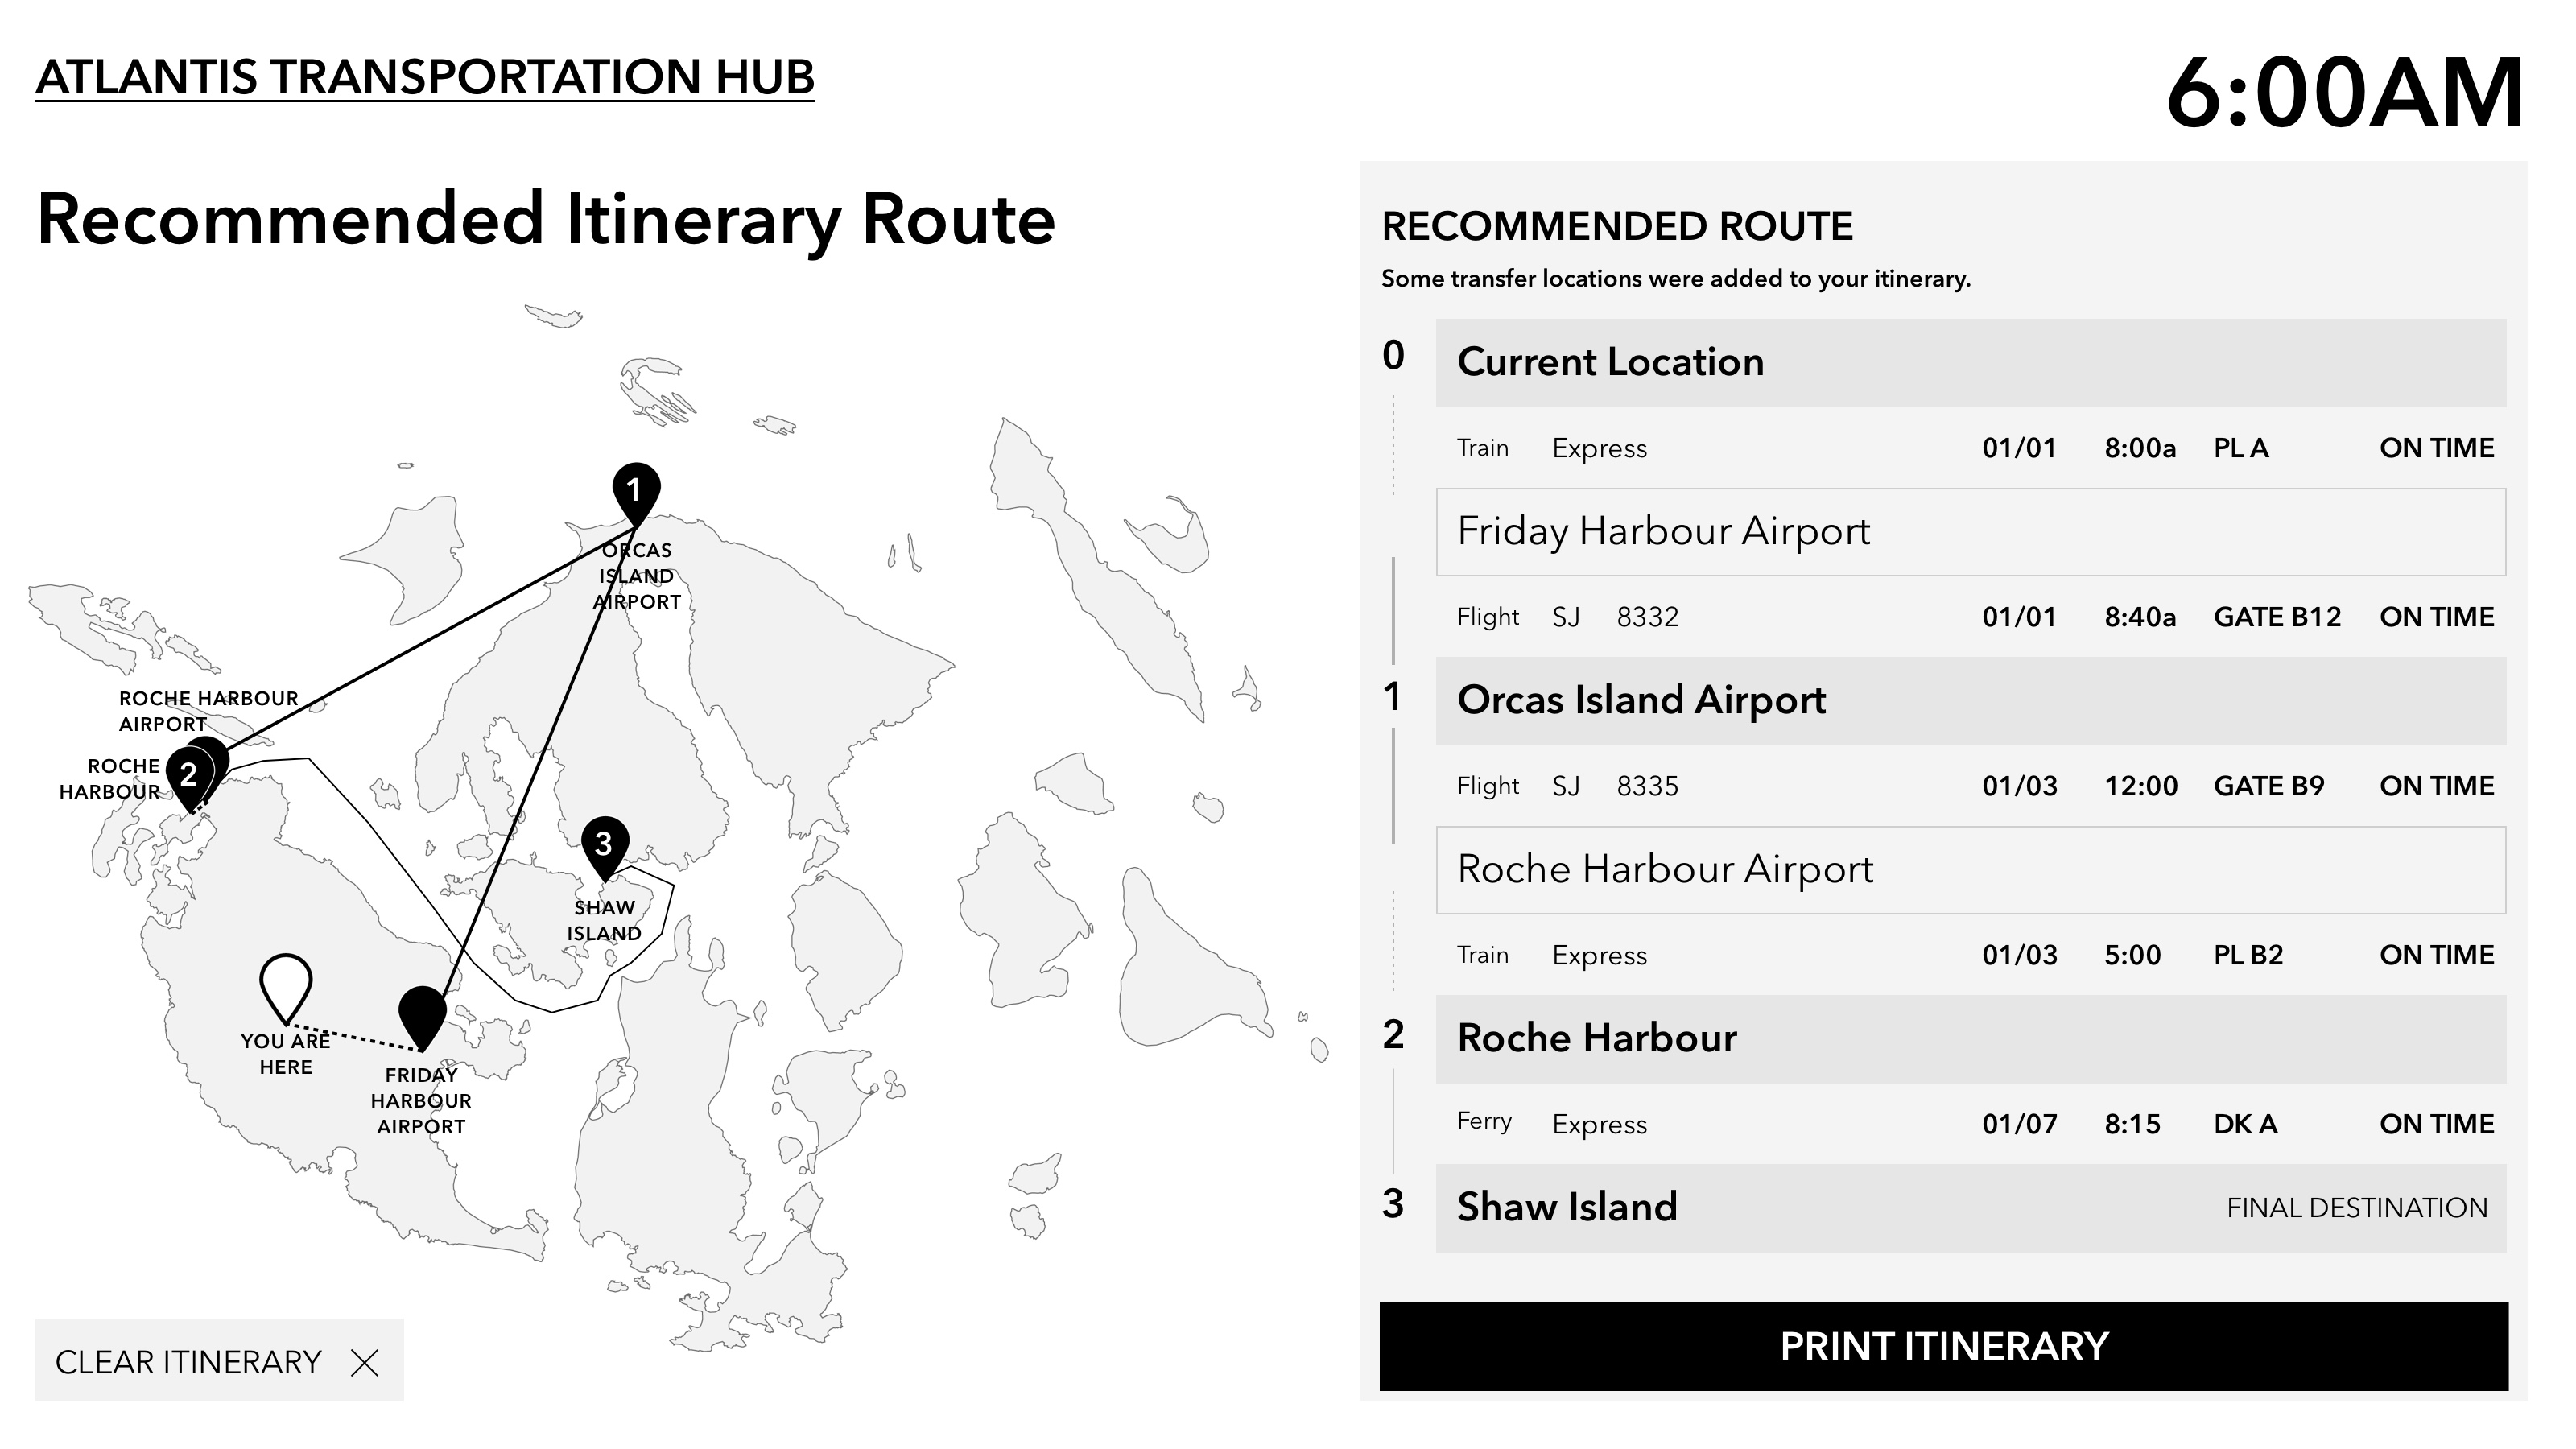 ATLANTIS TRANSPORTATION HUB
6:00AM
Recommended Itinerary Route
1
ORCAS
ISLAND
AIRPORT
ROCHE HARBOUR
AIRPORT
ROCHE
HARBOUR
2
3
SHAW
ISLAND
YOU ARE
HERE
FRIDAY
HARBOUR
AIRPORT
CLEAR ITINERARY
RECOMMENDED ROUTE
Some transfer locations were added to your itinerary.
0 Current Location
Train Express 01/01 8:00a PL A ON TIME
Friday Harbour Airport
Flight SJ 8332 01/01 8:40a GATE B12 ON TIME
1 Orcas Island Airport
Flight SJ 8335 01/03 12:00 GATE B9 ON TIME
Roche Harbour Airport
Train Express 01/03 5:00 PL B2 ON TIME
2 Roche Harbour
Ferry Express 01/07 8:15 DK A ON TIME
3 Shaw Island FINAL DESTINATION
PRINT ITINERARY